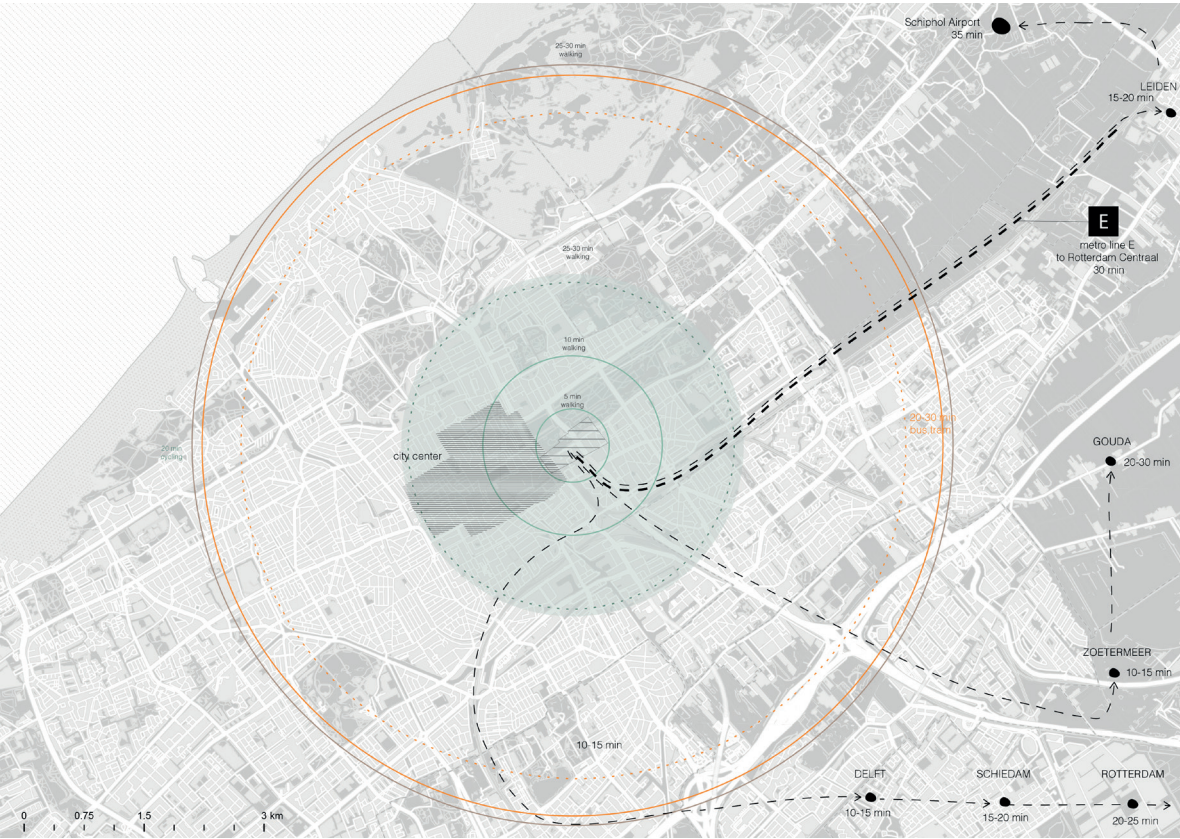 25-30 min
walking
Schiphol Airport
35 min
LEIDEN
15-20 min
P
E
metro line E
to Rotterdam Centraal
30 min
25-30 min
walking
10 min
walking
5 min
walking
20-30 min
bus,tram
20 min
cycling
city center
GOUDA
20-30 min
ZOETERMEER
10-15 min
10-15 min
DELFT
10-15 min
SCHIEDAM
15-20 min
ROTTERDAM
20-25 min
0 0.75 1.5 3 km